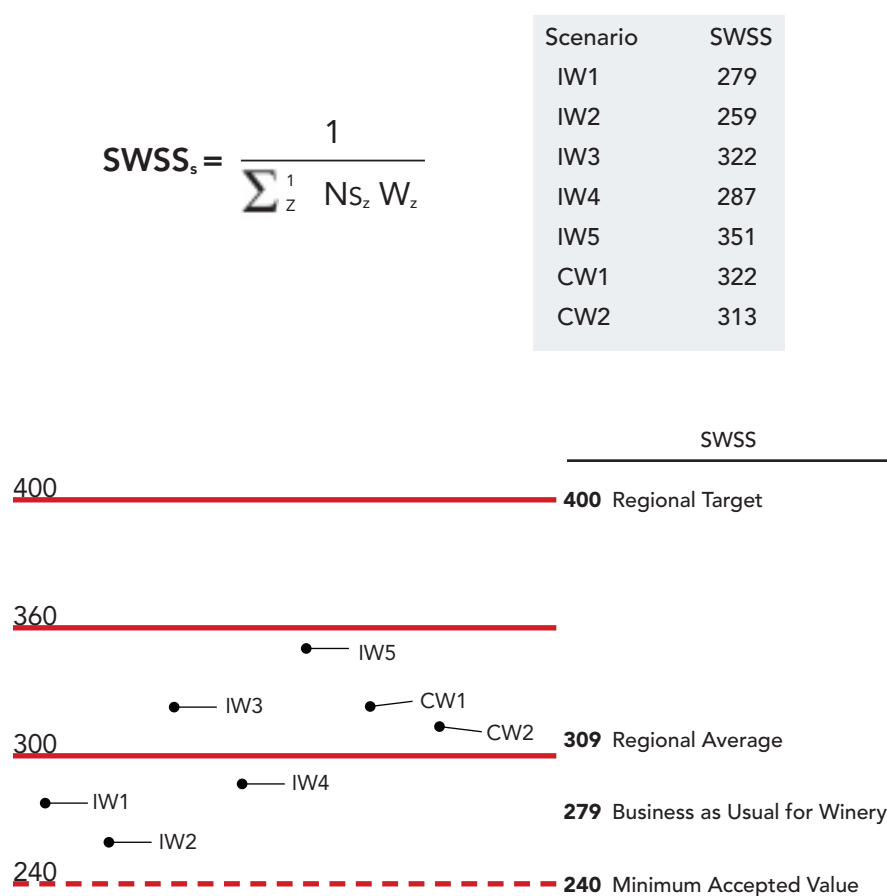 Scenario SWSS
IW1 279
IW2 259
IW3 322
IW4 287
IW5 351
CW1 322
CW2 313
SWSSs = 1
∑ 1 Z Nsz Wz
SWSS
400
400 Regional Target
360
IW5
IW3
CW1
CW2
300
309 Regional Average
IW4
IW1
279 Business as Usual for Winery
IW2
240
240 Minimum Accepted Value